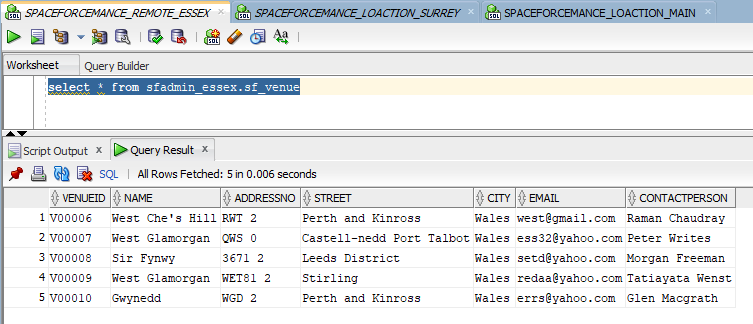 SPACEFORCEMANCE_REMOTE_ESSEX SPACEFORCEMANCE_LOACTION_SURREY SPACEFORCEMANCE_LOACTION_MAIN
Worksheet Query Builder
select * from sfadmin_essex.sf_venue
Script Output x Query Result x
SQL | All Rows Fetched: 5 in 0.006 seconds
VENUEID NAME ADDRESSNO STREET CITY EMAIL CONTACTPERSON
1 V00006 West Che's Hill RWT 2 Perth and Kinross Wales west@gmail.com Raman Chaudray
2 V00007 West Glamorgan QWS 0 Castell-nedd Port Talbot Wales ess32@yahoo.com Peter Writes
3 V00008 Sir Fynwy 3671 2 Leeds District Wales setd@yahoo.com Morgan Freeman
4 V00009 West Glamorgan WET81 2 Stirling Wales redaa@yahoo.com Tatiayata Wenst
5 V00010 Gwynedd WGD 2 Perth and Kinross Wales errs@yahoo.com Glen Macgrath